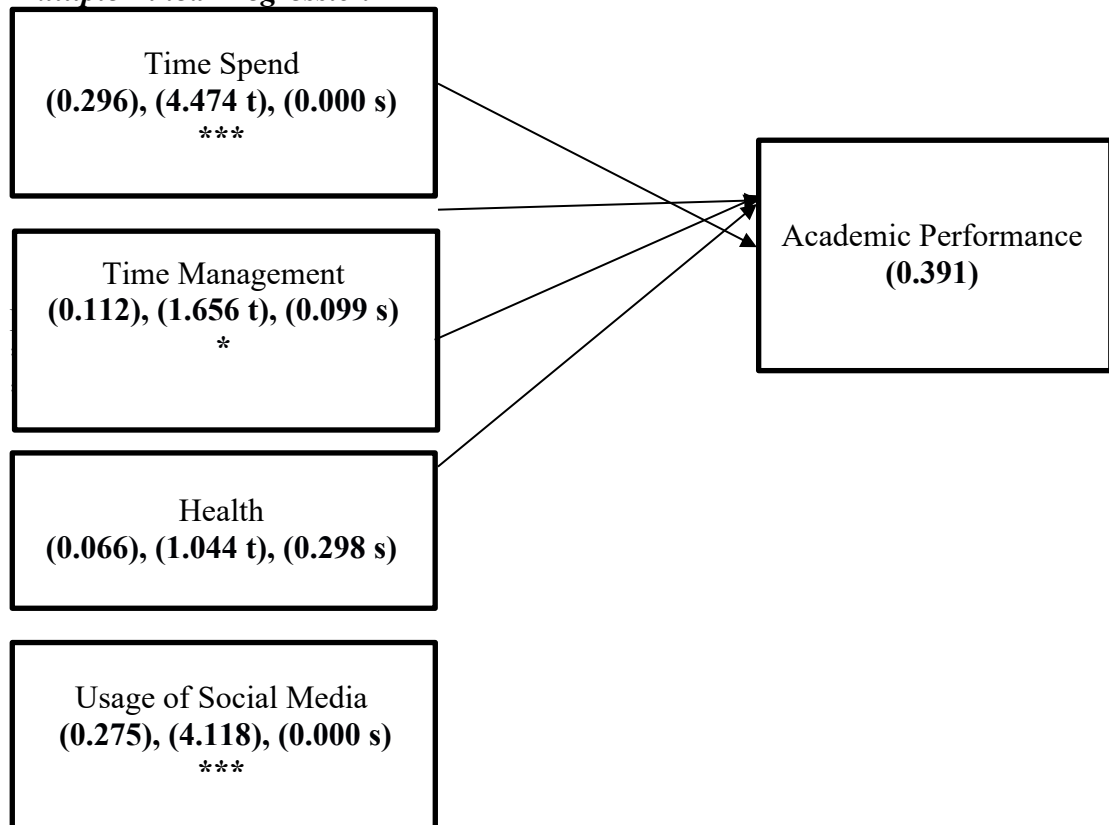 Time Spend
(0.296), (4.474 t), (0.000 s)
***
Time Management
(0.112), (1.656 t), (0.099 s)
*
Health
(0.066), (1.044 t), (0.298 s)
Usage of Social Media
(0.275), (4.118), (0.000 s)
***
Academic Performance
(0.391)